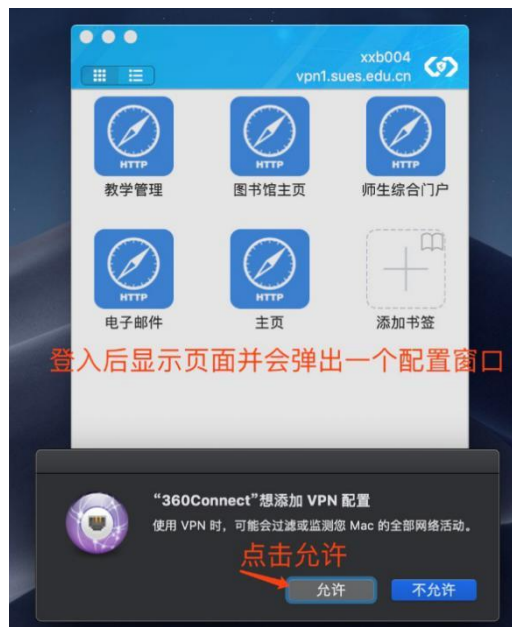 xxb004
vpn1.sues.edu.cn
HTTP
HTTP
HTTP
教学管理
图书馆主页
师生综合门户
HTTP
HTTP
电子邮件
主页
添加书签
登入后显示页面并会弹出一个配置窗口
“360Connect”想添加 VPN 配置
使用 VPN 时，可能会过滤或监测您 Mac 的全部网络活动。
点击允许
允许
不允许